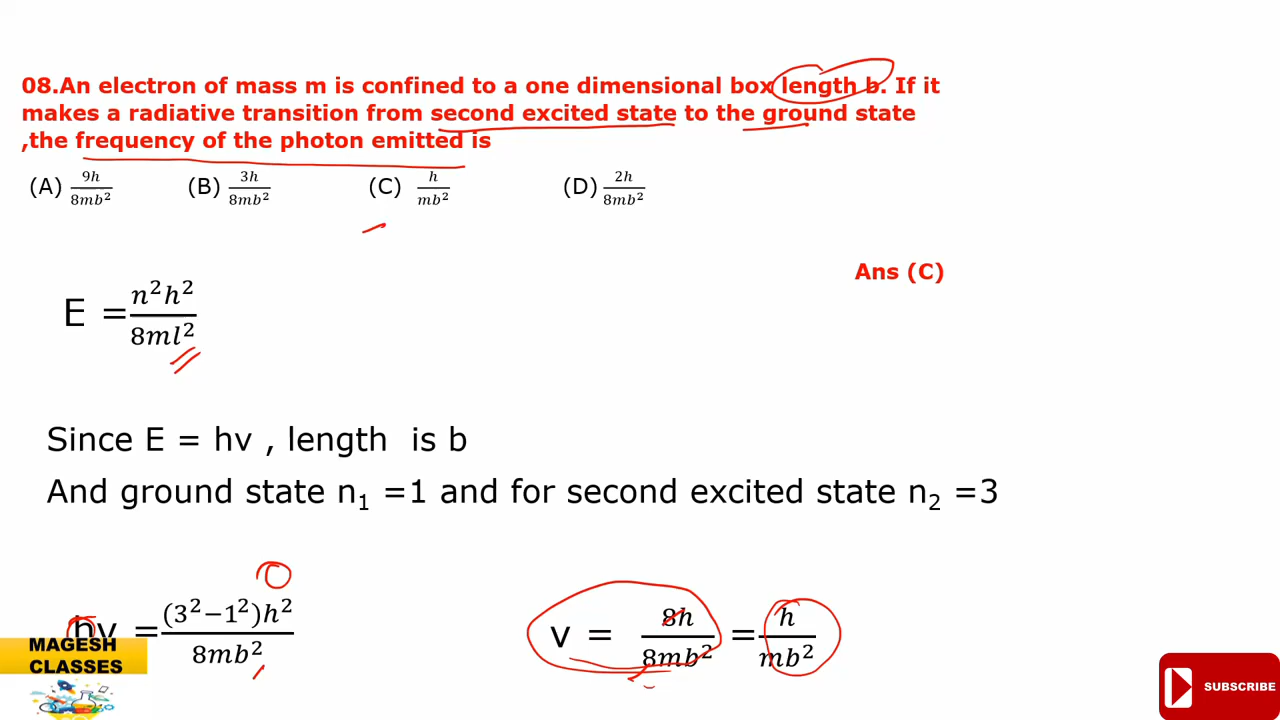 08.An electron of mass m is confined to a one dimensional box length b. If it
makes a radiative transition from second excited state to the ground state
,the frequency of the photon emitted is
(A) 9h/8mb² (B) 3h/8mb² (C) h/mb² (D) 2h/8mb²
Ans (C)
E = n²h²/8ml²
Since E = hv , length is b
And ground state n₁ =1 and for second excited state n₂ =3
hv = (3²−1²)h²/8mb² v = 8h/8mb² = h/mb²
MAGESH
CLASSES
SUBSCRIBE